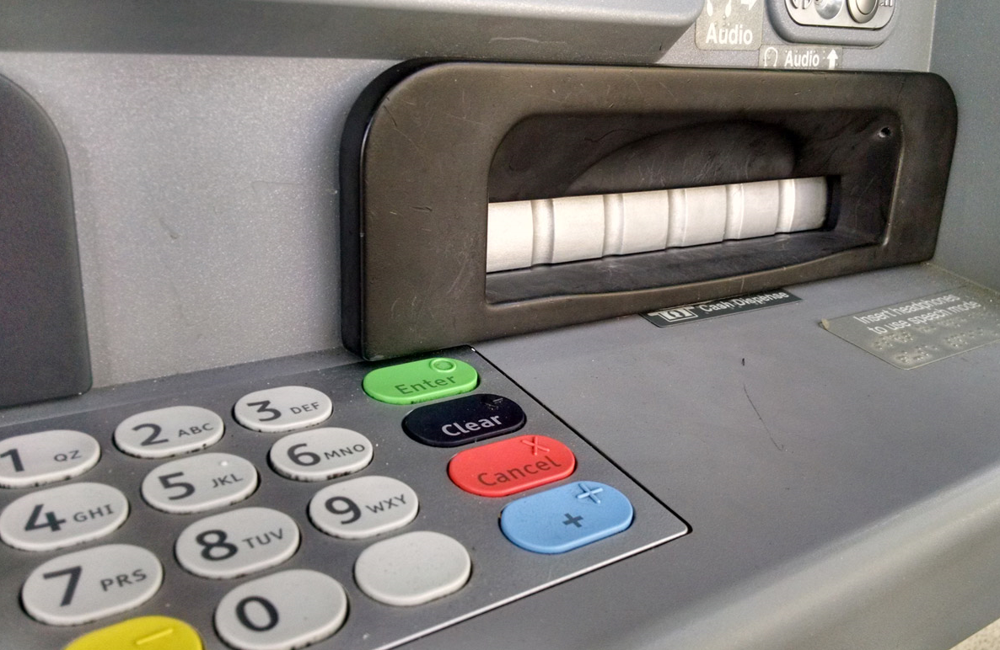 Audio
Audio
Cash Dispense
Insert headphones
to use speech mode
Enter
Clear
Cancel
+
1 QZ
2 ABC
3 DEF
4 GHI
5 JKL
6 MNO
7 PRS
8 TUV
9 WXY
0